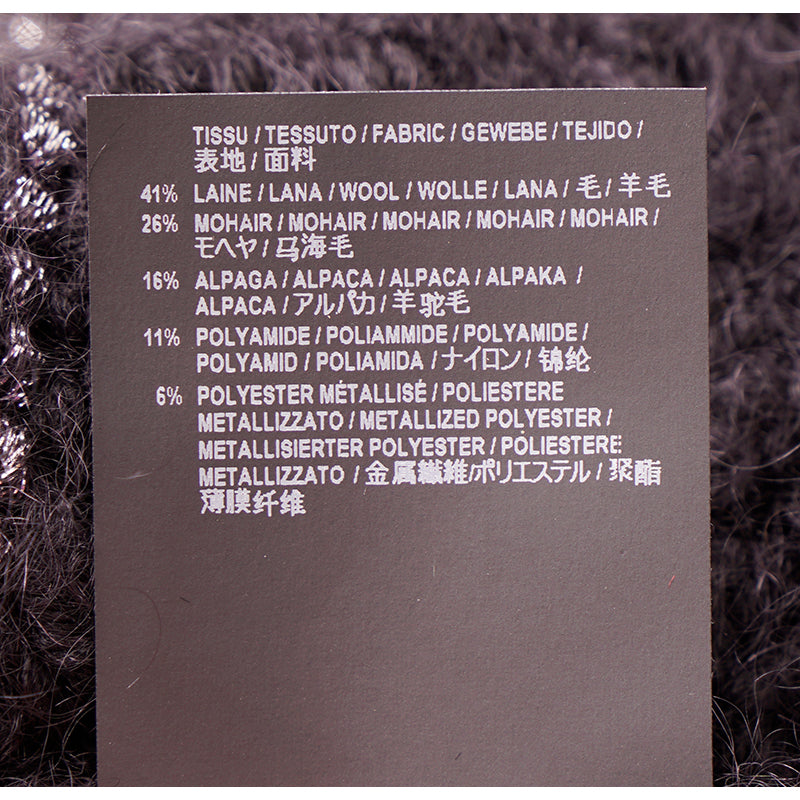 TISSU / TESSUTO / FABRIC / GEWEBE / TEJIDO /
表地 / 面料
41% LAINE / LANA / WOOL / WOLLE / LANA / 毛 / 羊毛
26% MOHAIR / MOHAIR / MOHAIR / MOHAIR / MOHAIR /
モヘヤ / 马海毛
16% ALPAGA / ALPACA / ALPACA / ALPAKA /
ALPACA / アルパカ / 羊驼毛
11% POLYAMIDE / POLIAMMIDE / POLYAMIDE /
POLYAMID / POLIAMIDA / ナイロン / 锦纶
6% POLYESTER MÉTALLISÉ / POLIESTERE
METALLIZZATO / METALLIZED POLYESTER /
METALLISIERTER POLYESTER / POLIESTERE
METALLIZZATO / 金属繊維ポリエステル / 聚酯
薄膜纤维